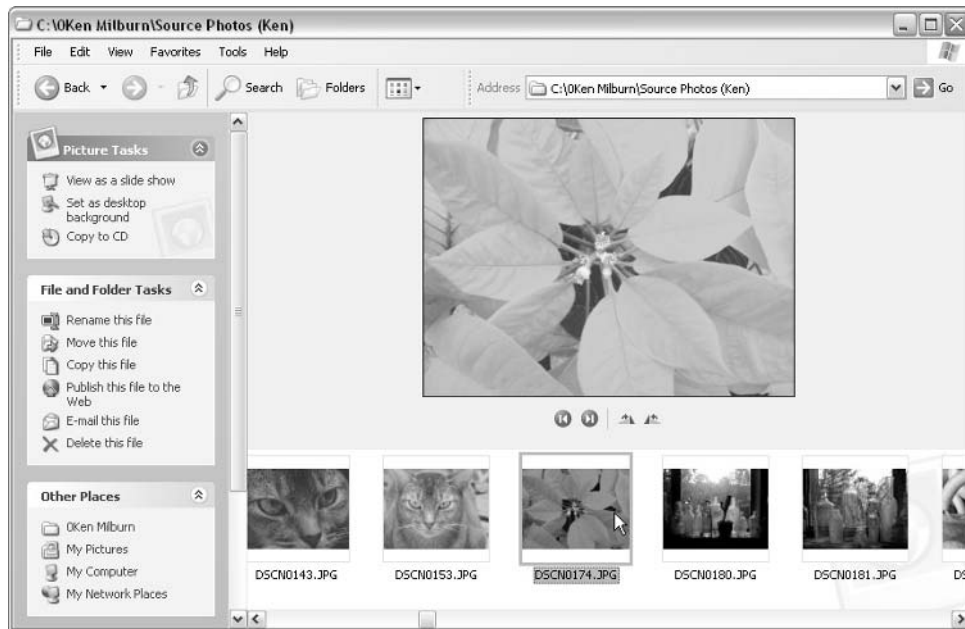 C:\0Ken Milburn\Source Photos (Ken)
File Edit View Favorites Tools Help
Back Search Folders Address C:\0Ken Milburn\Source Photos (Ken) Go
Picture Tasks
View as a slide show
Set as desktop
background
Copy to CD
File and Folder Tasks
Rename this file
Move this file
Copy this file
Publish this file to the
Web
E-mail this file
Delete this file
Other Places
0Ken Milburn
My Pictures
My Computer
My Network Places
DSCN0143.JPG DSCN0153.JPG DSCN0174.JPG DSCN0180.JPG DSCN0181.JPG